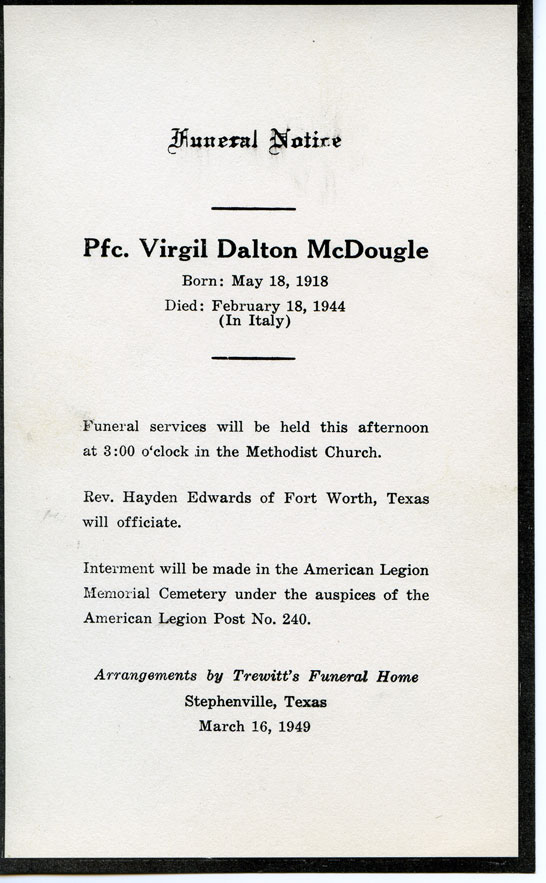 Funeral Notice
Pfc. Virgil Dalton McDougle
Born: May 18, 1918
Died: February 18, 1944
(In Italy)
Funeral services will be held this afternoon
at 3:00 o'clock in the Methodist Church.
Rev. Hayden Edwards of Fort Worth, Texas
will officiate.
Interment will be made in the American Legion
Memorial Cemetery under the auspices of the
American Legion Post No. 240.
Arrangements by Trewitt's Funeral Home
Stephenville, Texas
March 16, 1949